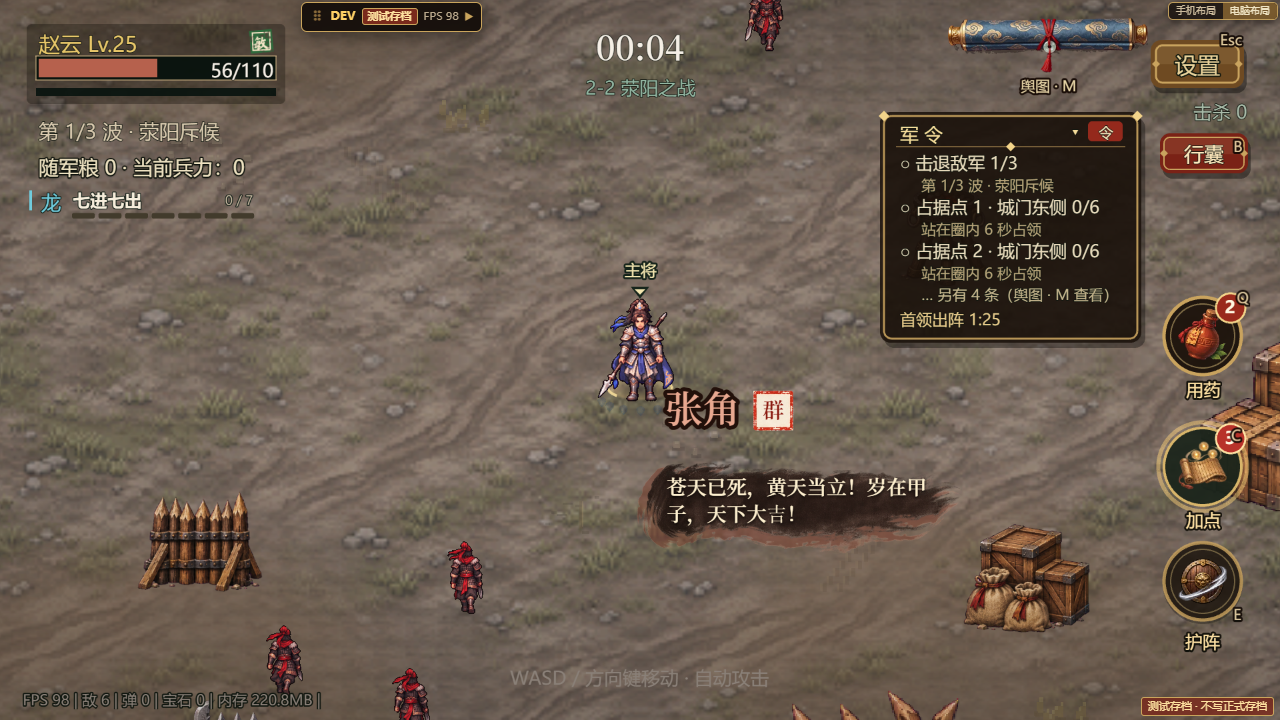 DEV 测试存档 FPS 98
手机布局 电脑布局
赵云 Lv.25 敏
56/110
00:04
2-2 荥阳之战
舆图 · M
Esc
设置
击杀 0
第 1/3 波 · 荥阳斥候
随军粮 0 · 当前兵力：0
龙 七进七出 0/7
行囊 B
军令 令
击退敌军 1/3
第 1/3 波 · 荥阳斥候
占据点 1 · 城门东侧 0/6
站在圈内 6 秒占领
占据点 2 · 城门东侧 0/6
站在圈内 6 秒占领
... 另有 4 条（舆图 · M 查看）
首领出阵 1:25
主将
2 Q
用药
张角 群
苍天已死，黄天当立！岁在甲
子，天下大吉！
C
加点
E
护阵
WASD / 方向键移动 · 自动攻击
FPS 98 | 敌 6 | 弹 0 | 宝石 0 | 内存 220.8MB |
测试存档 · 不写正式存档